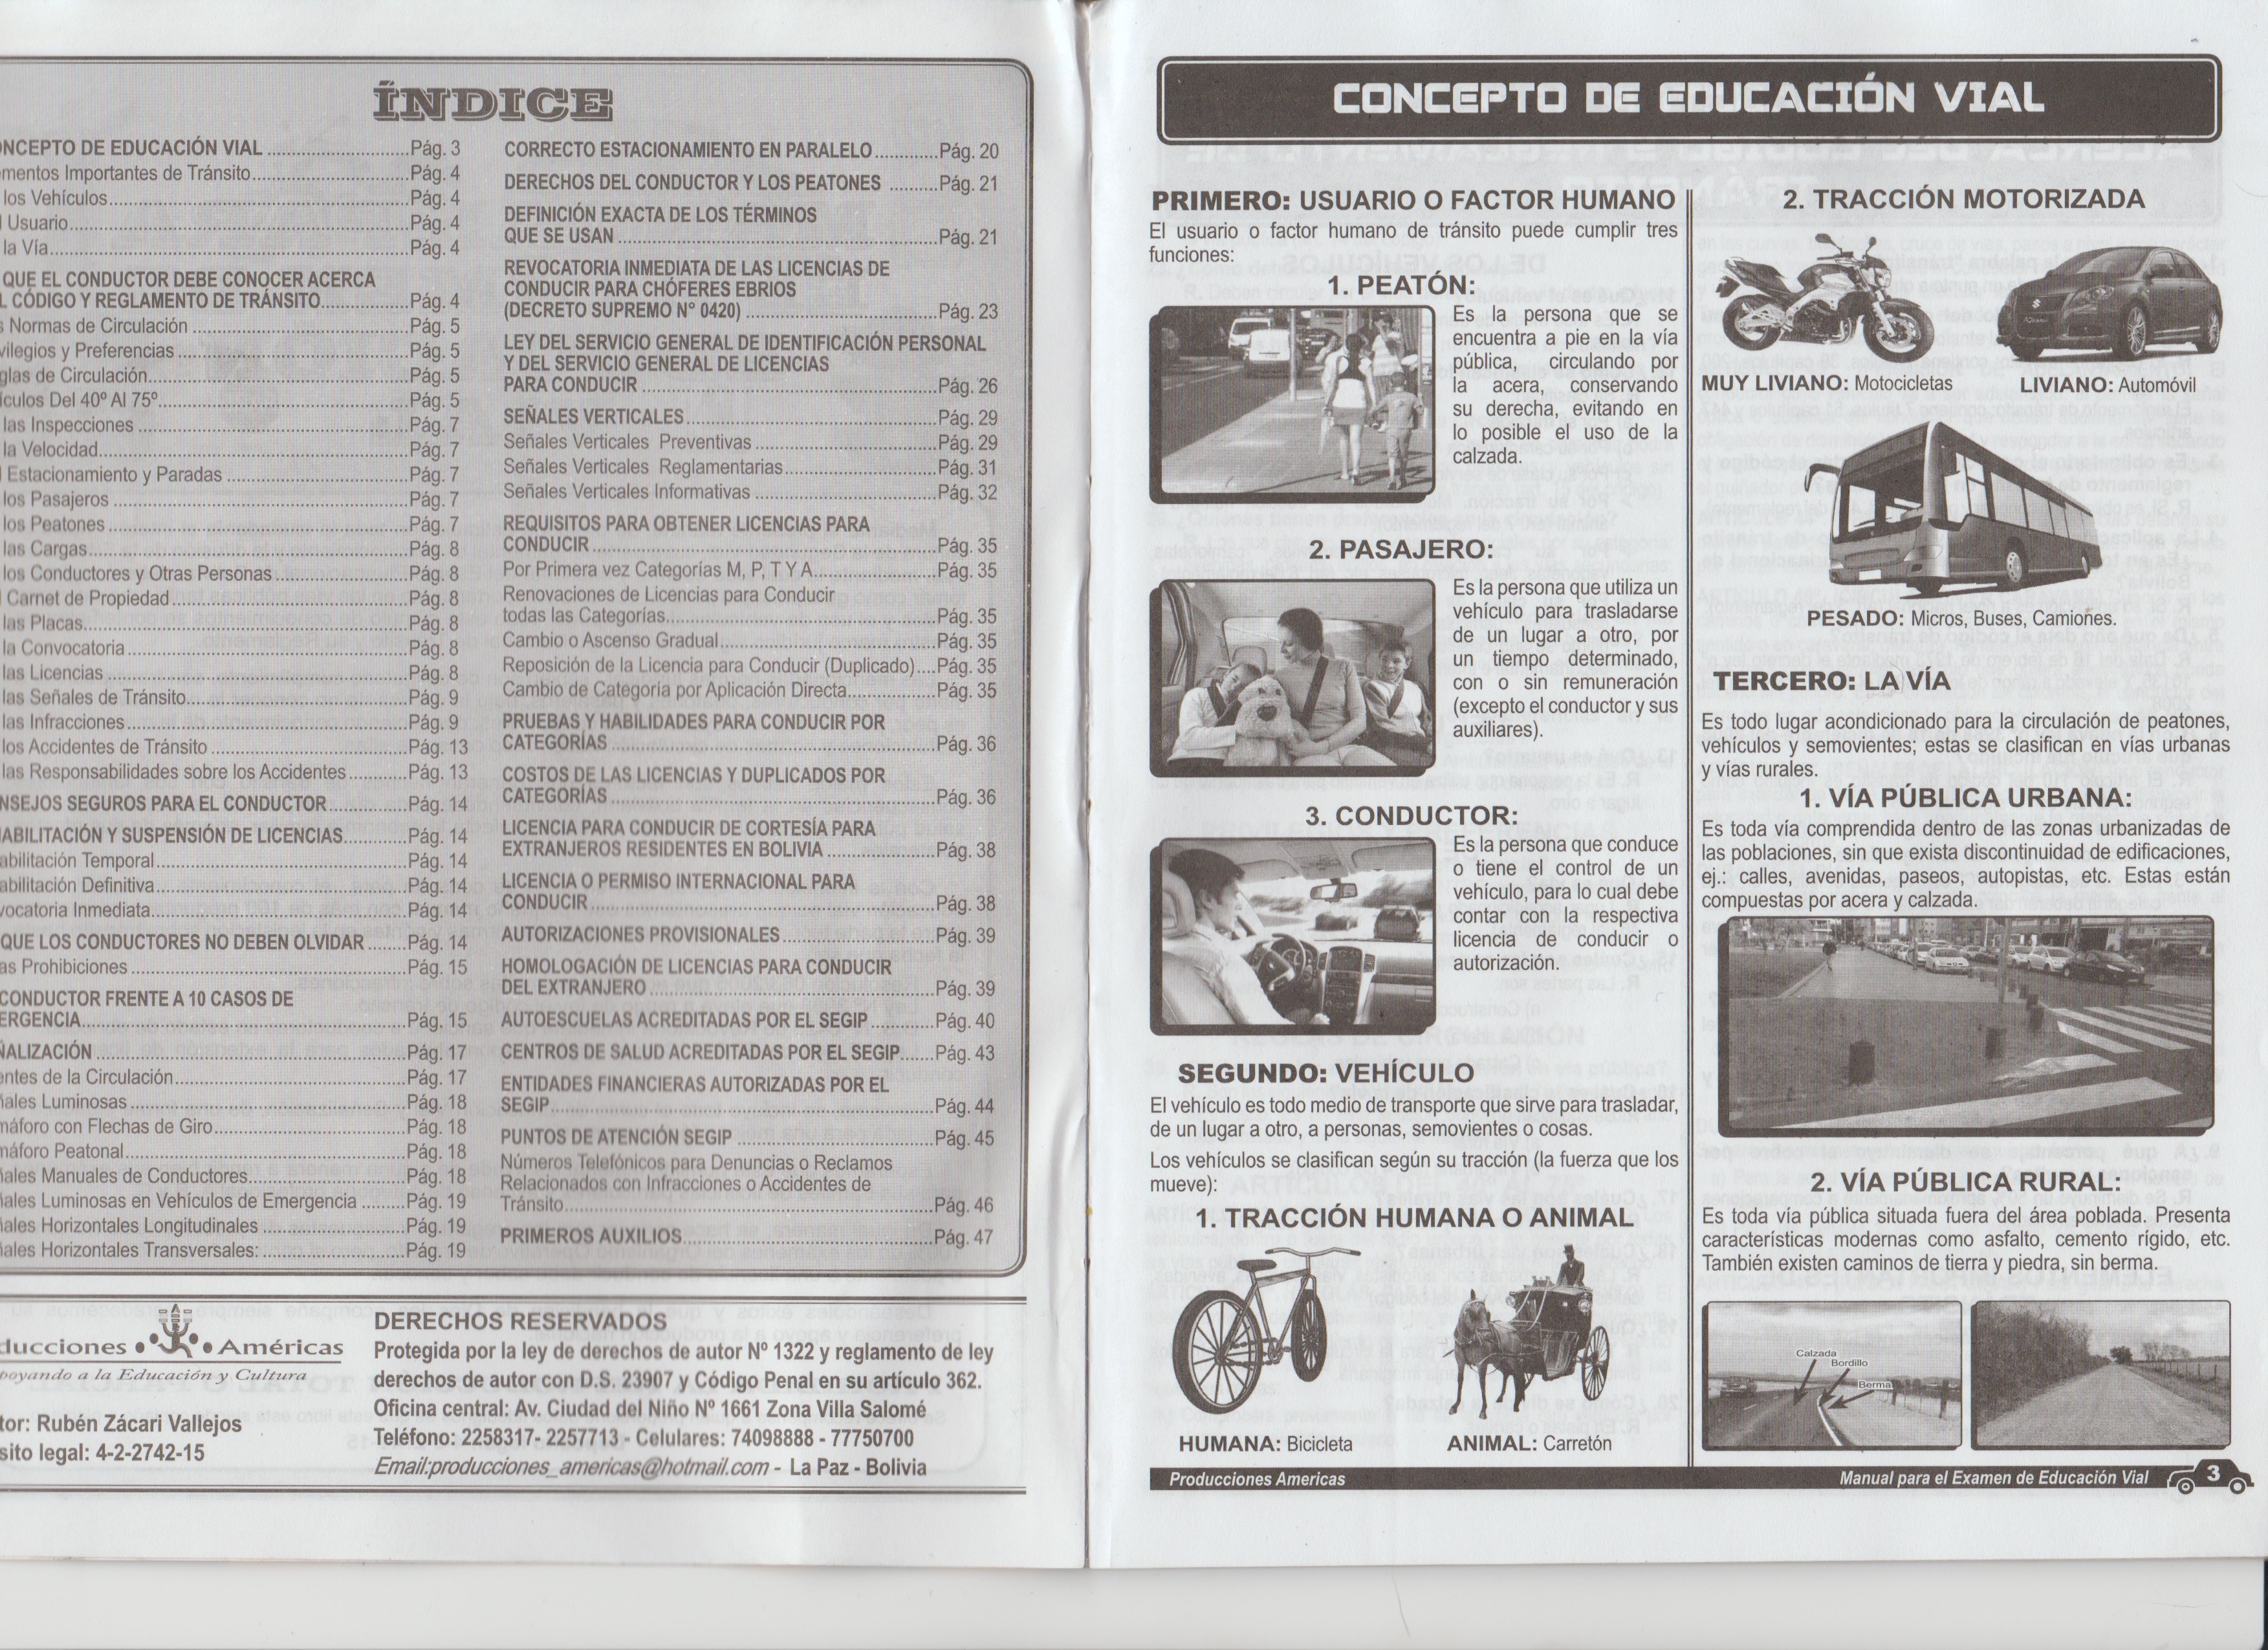 ÍNDICE
NCEPTO DE EDUCACIÓN VIAL ........ Pág. 3
mentos Importantes de Tránsito ........ Pág. 4
los Vehículos ........ Pág. 4
Usuario ........ Pág. 4
la Vía ........ Pág. 4
QUE EL CONDUCTOR DEBE CONOCER ACERCA
L CÓDIGO Y REGLAMENTO DE TRÁNSITO ........ Pág. 4
s Normas de Circulación ........ Pág. 5
vilegios y Preferencias ........ Pág. 5
glas de Circulación ........ Pág. 5
ículos Del 40º Al 75º ........ Pág. 5
las Inspecciones ........ Pág. 7
la Velocidad ........ Pág. 7
l Estacionamiento y Paradas ........ Pág. 7
los Pasajeros ........ Pág. 7
los Peatones ........ Pág. 7
las Cargas ........ Pág. 8
los Conductores y Otras Personas ........ Pág. 8
l Carnet de Propiedad ........ Pág. 8
las Placas ........ Pág. 8
la Convocatoria ........ Pág. 8
las Licencias ........ Pág. 8
las Señales de Tránsito ........ Pág. 9
las Infracciones ........ Pág. 9
los Accidentes de Tránsito ........ Pág. 13
las Responsabilidades sobre los Accidentes ........ Pág. 13
NSEJOS SEGUROS PARA EL CONDUCTOR ........ Pág. 14
ABILITACIÓN Y SUSPENSIÓN DE LICENCIAS ........ Pág. 14
abilitación Temporal ........ Pág. 14
abilitación Definitiva ........ Pág. 14
vocatoria Inmediata ........ Pág. 14
QUE LOS CONDUCTORES NO DEBEN OLVIDAR ........ Pág. 14
as Prohibiciones ........ Pág. 15
CONDUCTOR FRENTE A 10 CASOS DE
ERGENCIA ........ Pág. 15
ÑALIZACIÓN ........ Pág. 17
ntes de la Circulación ........ Pág. 17
ales Luminosas ........ Pág. 18
máforo con Flechas de Giro ........ Pág. 18
máforo Peatonal ........ Pág. 18
ales Manuales de Conductores ........ Pág. 18
ales Luminosas en Vehículos de Emergencia ........ Pág. 19
ales Horizontales Longitudinales ........ Pág. 19
ales Horizontales Transversales: ........ Pág. 19
CORRECTO ESTACIONAMIENTO EN PARALELO ........ Pág. 20
DERECHOS DEL CONDUCTOR Y LOS PEATONES ........ Pág. 21
DEFINICIÓN EXACTA DE LOS TÉRMINOS
QUE SE USAN ........ Pág. 21
REVOCATORIA INMEDIATA DE LAS LICENCIAS DE
CONDUCIR PARA CHÓFERES EBRIOS
(DECRETO SUPREMO Nº 0420) ........ Pág. 23
LEY DEL SERVICIO GENERAL DE IDENTIFICACIÓN PERSONAL
Y DEL SERVICIO GENERAL DE LICENCIAS
PARA CONDUCIR ........ Pág. 26
SEÑALES VERTICALES ........ Pág. 29
Señales Verticales Preventivas ........ Pág. 29
Señales Verticales Reglamentarias ........ Pág. 31
Señales Verticales Informativas ........ Pág. 32
REQUISITOS PARA OBTENER LICENCIAS PARA
CONDUCIR ........ Pág. 35
Por Primera vez Categorías M, P, T Y A ........ Pág. 35
Renovaciones de Licencias para Conducir
todas las Categorías ........ Pág. 35
Cambio o Ascenso Gradual ........ Pág. 35
Reposición de la Licencia para Conducir (Duplicado) .... Pág. 35
Cambio de Categoria por Aplicación Directa ........ Pág. 35
PRUEBAS Y HABILIDADES PARA CONDUCIR POR
CATEGORÍAS ........ Pág. 36
COSTOS DE LAS LICENCIAS Y DUPLICADOS POR
CATEGORÍAS ........ Pág. 36
LICENCIA PARA CONDUCIR DE CORTESÍA PARA
EXTRANJEROS RESIDENTES EN BOLIVIA ........ Pág. 38
LICENCIA O PERMISO INTERNACIONAL PARA
CONDUCIR ........ Pág. 38
AUTORIZACIONES PROVISIONALES ........ Pág. 39
HOMOLOGACIÓN DE LICENCIAS PARA CONDUCIR
DEL EXTRANJERO ........ Pág. 39
AUTOESCUELAS ACREDITADAS POR EL SEGIP ........ Pág. 40
CENTROS DE SALUD ACREDITADAS POR EL SEGIP ........ Pág. 43
ENTIDADES FINANCIERAS AUTORIZADAS POR EL
SEGIP ........ Pág. 44
PUNTOS DE ATENCIÓN SEGIP ........ Pág. 45
Números Telefónicos para Denuncias o Reclamos
Relacionados con Infracciones o Accidentes de
Tránsito ........ Pág. 46
PRIMEROS AUXILIOS ........ Pág. 47
ducciones Américas
poyando a la Educación y Cultura
tor: Rubén Zácari Vallejos
sito legal: 4-2-2742-15
DERECHOS RESERVADOS
Protegida por la ley de derechos de autor Nº 1322 y reglamento de ley
derechos de autor con D.S. 23907 y Código Penal en su artículo 362.
Oficina central: Av. Ciudad del Niño Nº 1661 Zona Villa Salomé
Teléfono: 2258317- 2257713 - Celulares: 74098888 - 77750700
Email:producciones_americas@hotmail.com - La Paz - Bolivia
CONCEPTO DE EDUCACIÓN VIAL
PRIMERO: USUARIO O FACTOR HUMANO
El usuario o factor humano de tránsito puede cumplir tres
funciones:
1. PEATÓN:
Es la persona que se
encuentra a pie en la vía
pública, circulando por
la acera, conservando
su derecha, evitando en
lo posible el uso de la
calzada.
2. PASAJERO:
Es la persona que utiliza un
vehículo para trasladarse
de un lugar a otro, por
un tiempo determinado,
con o sin remuneración
(excepto el conductor y sus
auxiliares).
3. CONDUCTOR:
Es la persona que conduce
o tiene el control de un
vehículo, para lo cual debe
contar con la respectiva
licencia de conducir o
autorización.
SEGUNDO: VEHÍCULO
El vehículo es todo medio de transporte que sirve para trasladar,
de un lugar a otro, a personas, semovientes o cosas.
Los vehículos se clasifican según su tracción (la fuerza que los
mueve):
1. TRACCIÓN HUMANA O ANIMAL
HUMANA: Bicicleta
ANIMAL: Carretón
2. TRACCIÓN MOTORIZADA
MUY LIVIANO: Motocicletas
LIVIANO: Automóvil
PESADO: Micros, Buses, Camiones.
TERCERO: LA VÍA
Es todo lugar acondicionado para la circulación de peatones,
vehículos y semovientes; estas se clasifican en vías urbanas
y vías rurales.
1. VÍA PÚBLICA URBANA:
Es toda vía comprendida dentro de las zonas urbanizadas de
las poblaciones, sin que exista discontinuidad de edificaciones,
ej.: calles, avenidas, paseos, autopistas, etc. Estas están
compuestas por acera y calzada.
2. VÍA PÚBLICA RURAL:
Es toda vía pública situada fuera del área poblada. Presenta
características modernas como asfalto, cemento rígido, etc.
También existen caminos de tierra y piedra, sin berma.
Calzada
Bordillo
Berma
Producciones Americas
Manual para el Examen de Educación Vial
3